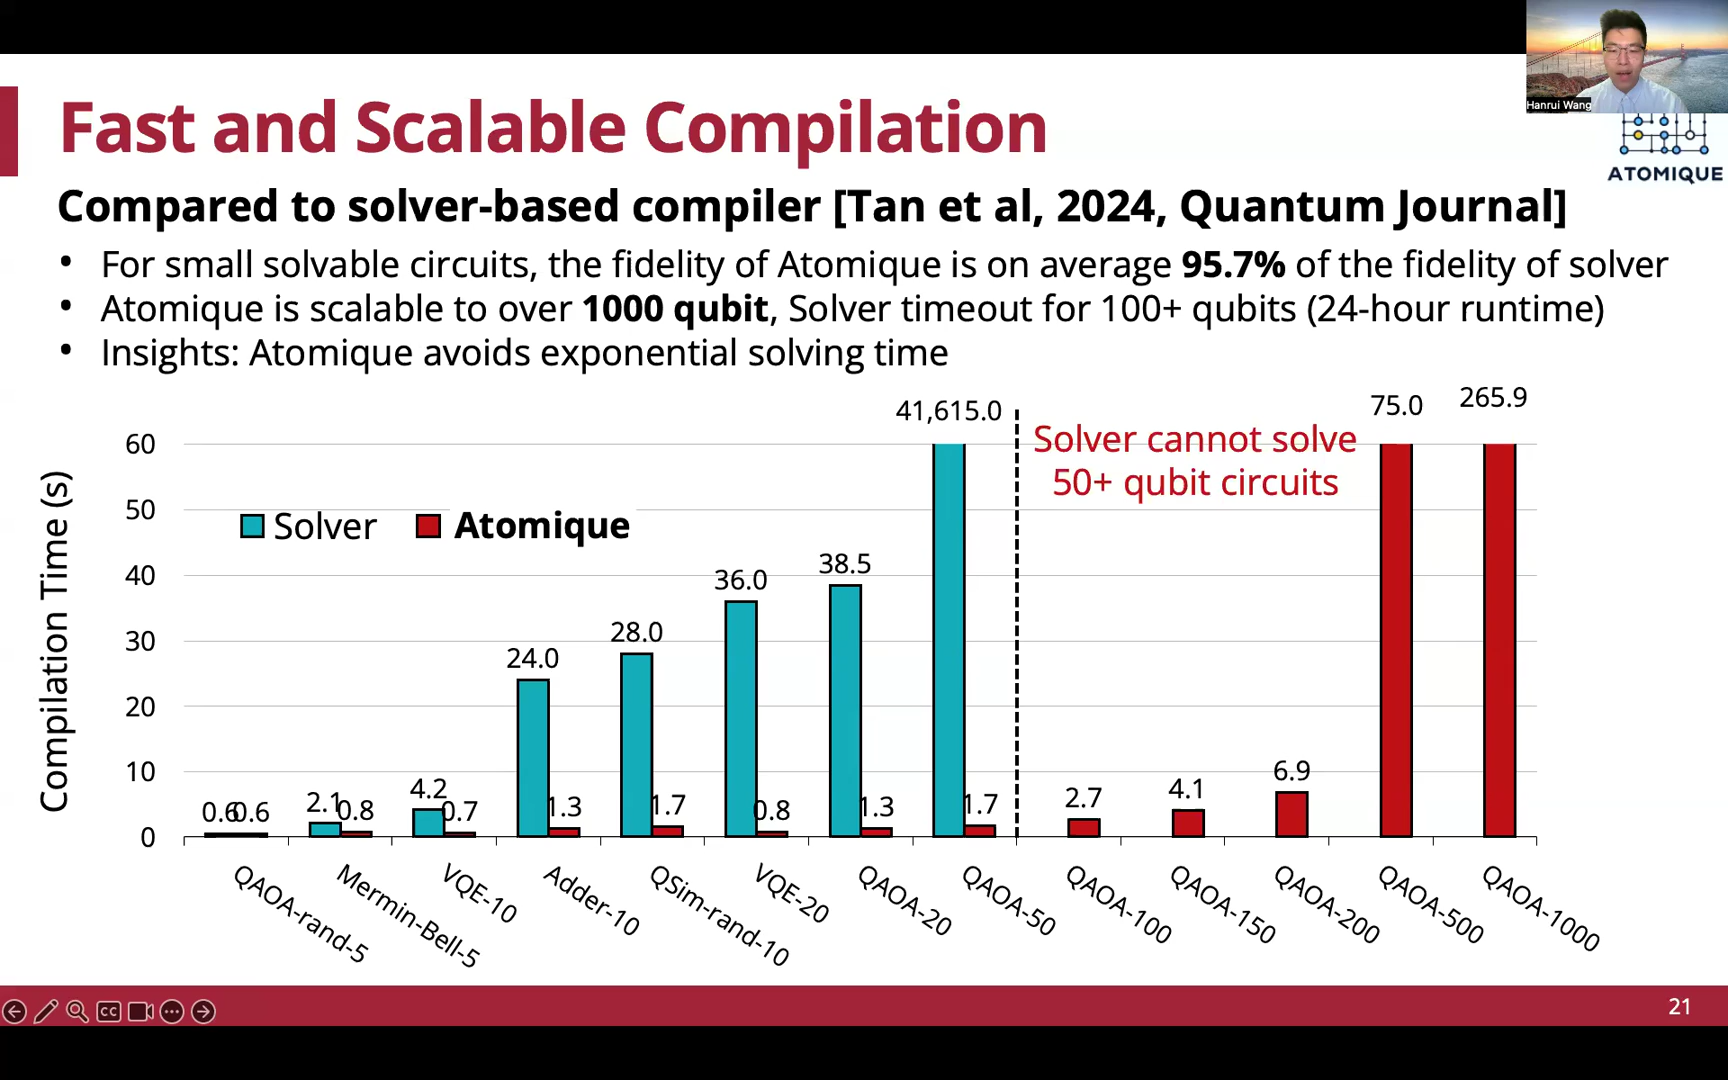 Hanrui Wang
Fast and Scalable Compilation
ATOMIQUE
Compared to solver-based compiler [Tan et al, 2024, Quantum Journal]
• For small solvable circuits, the fidelity of Atomique is on average 95.7% of the fidelity of solver
• Atomique is scalable to over 1000 qubit, Solver timeout for 100+ qubits (24-hour runtime)
• Insights: Atomique avoids exponential solving time
Compilation Time (s)
60
50
40
30
20
10
0
Solver Atomique
Solver cannot solve
50+ qubit circuits
0.6 0.6
2.1 0.8
4.2 0.7
24.0 1.3
28.0 1.7
36.0 0.8
38.5 1.3
41,615.0 1.7
2.7
4.1
6.9
75.0
265.9
QAOA-rand-5
Mermin-Bell-5
VQE-10
Adder-10
QSim-rand-10
VQE-20
QAOA-20
QAOA-50
QAOA-100
QAOA-150
QAOA-200
QAOA-500
QAOA-1000
CC
21